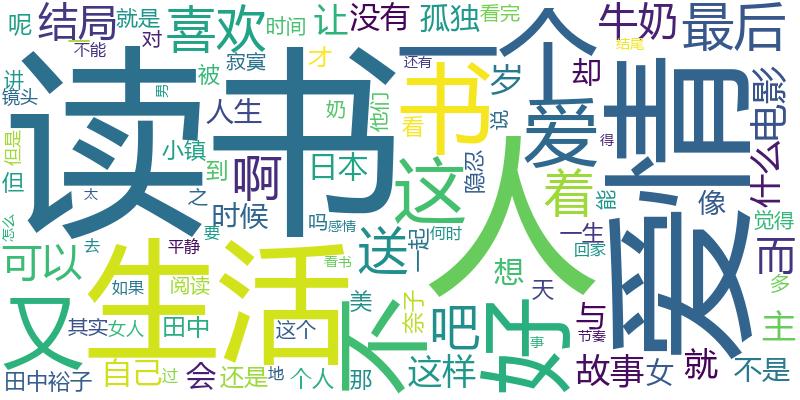 呢
结局
就是
喜欢
时间
让
没有
孤独
看完
一个
牛奶
结尾
最后
不能
对
寂寞
才
还有
讲
镜头
被
男
岁
却
但是
读书
书
爱
情
电影
什么
人生
奶
他们
看
说
得
小镇
但
到
日本
这
隐忍
着
能
像
觉得
啊
之
时候
人
太
怎么
去
要
吗
感情
送
一起
何时
一生
回家
而
平静
生活
看书
想
可以
如果
阅读
不
美
奈子
天
爱
多
又
其实
女人
田中
这个
吧
好
与
节奏
事
主
田中裕子
自己
过
会
还是
地
个人
那
这样
故事
女
就
不是